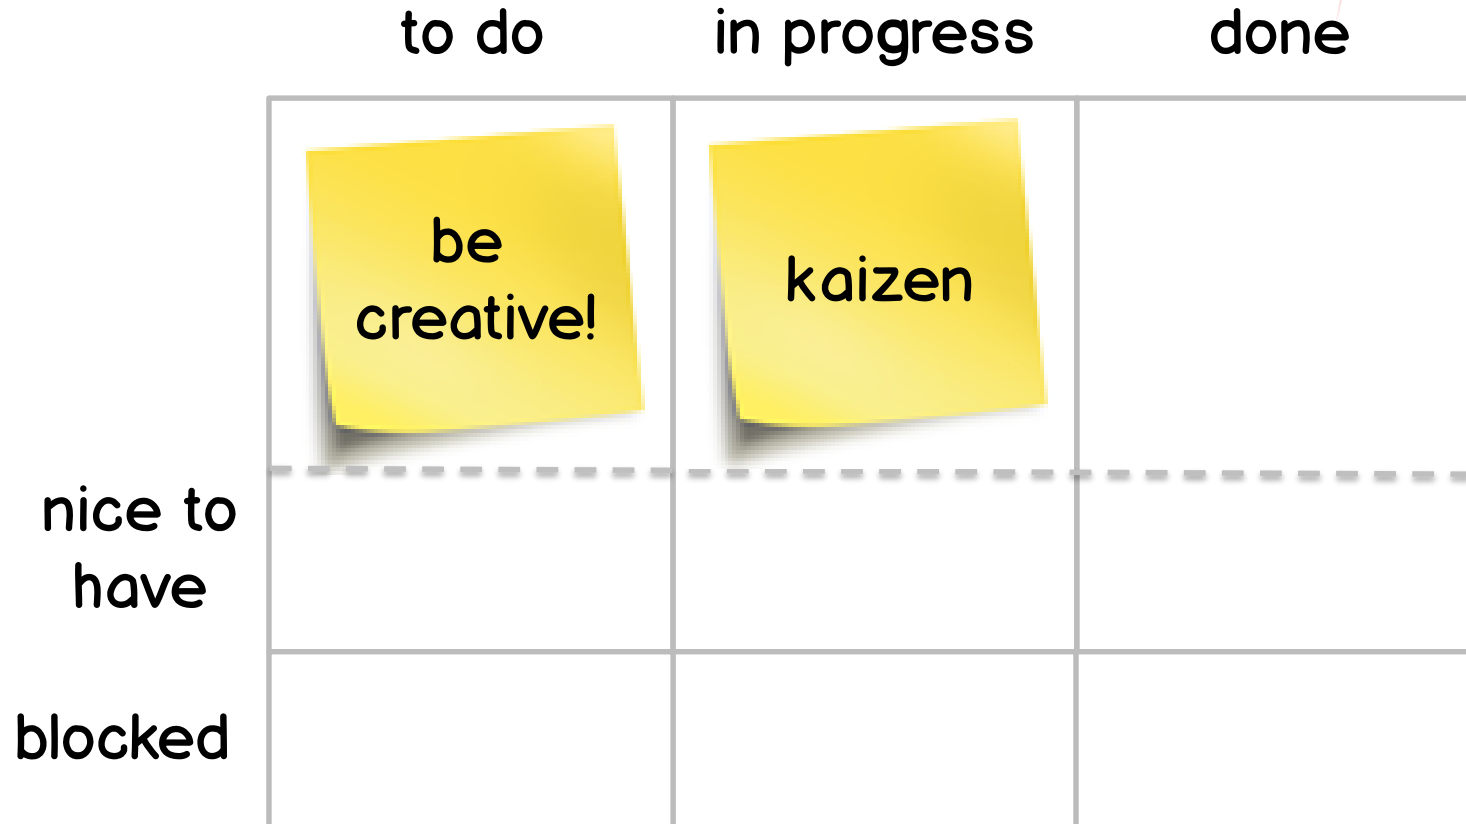 to do
in progress
done
be
creative!
kaizen
nice to
have
blocked